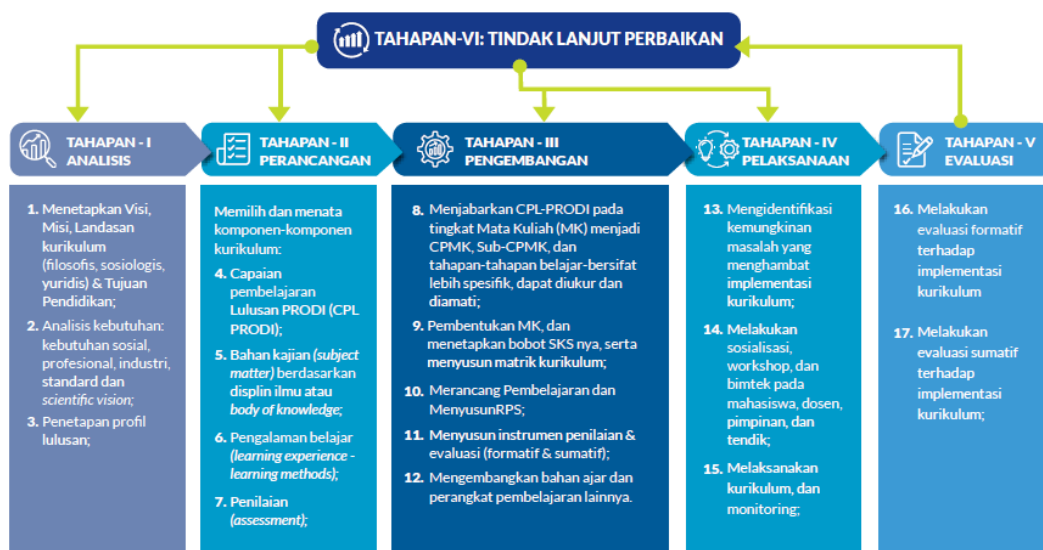 TAHAPAN-VI: TINDAK LANJUT PERBAIKAN
TAHAPAN - I
ANALISIS
1. Menetapkan Visi,
Misi, Landasan
kurikulum
(filosofis, sosiologis,
yuridis) & Tujuan
Pendidikan;
2. Analisis kebutuhan:
kebutuhan sosial,
profesional, industri,
standard dan
scientific vision;
3. Penetapan profil
lulusan;
TAHAPAN - II
PERANCANGAN
Memilih dan menata
komponen-komponen
kurikulum:
4. Capaian
pembelajaran
Lulusan PRODI (CPL
PRODI);
5. Bahan kajian (subject
matter) berdasarkan
displin ilmu atau
body of knowledge;
6. Pengalaman belajar
(learning experience -
learning methods);
7. Penilaian
(assessment);
TAHAPAN - III
PENGEMBANGAN
8. Menjabarkan CPL-PRODI pada
tingkat Mata Kuliah (MK) menjadi
CPMK, Sub-CPMK, dan
tahapan-tahapan belajar-bersifat
lebih spesifik, dapat diukur dan
diamati;
9. Pembentukan MK, dan
menetapkan bobot SKS nya, serta
menyusun matrik kurikulum;
10. Merancang Pembelajaran dan
MenyusunRPS;
11. Menyusun instrumen penilaian &
evaluasi (formatif & sumatif);
12. Mengembangkan bahan ajar dan
perangkat pembelajaran lainnya.
TAHAPAN - IV
PELAKSANAAN
13. Mengidentifikasi
kemungkinan
masalah yang
menghambat
implementasi
kurikulum;
14. Melakukan
sosialisasi,
workshop, dan
bimtek pada
mahasiswa, dosen,
pimpinan, dan
tendik;
15. Melaksanakan
kurikulum, dan
monitoring;
TAHAPAN - V
EVALUASI
16. Melakukan
evaluasi formatif
terhadap
implementasi
kurikulum
17. Melakukan
evaluasi sumatif
terhadap
implementasi
kurikulum;